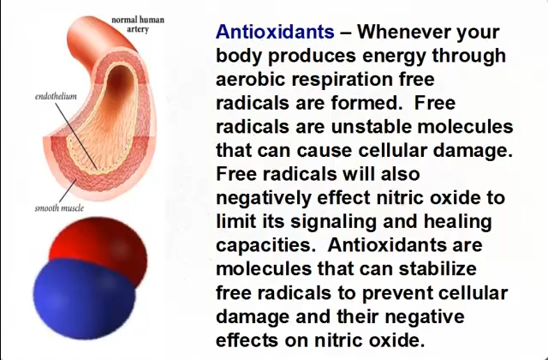 normal human
artery
endothelium
smooth muscle
Antioxidants – Whenever your
body produces energy through
aerobic respiration free
radicals are formed. Free
radicals are unstable molecules
that can cause cellular damage.
Free radicals will also
negatively effect nitric oxide to
limit its signaling and healing
capacities. Antioxidants are
molecules that can stabilize
free radicals to prevent cellular
damage and their negative
effects on nitric oxide.